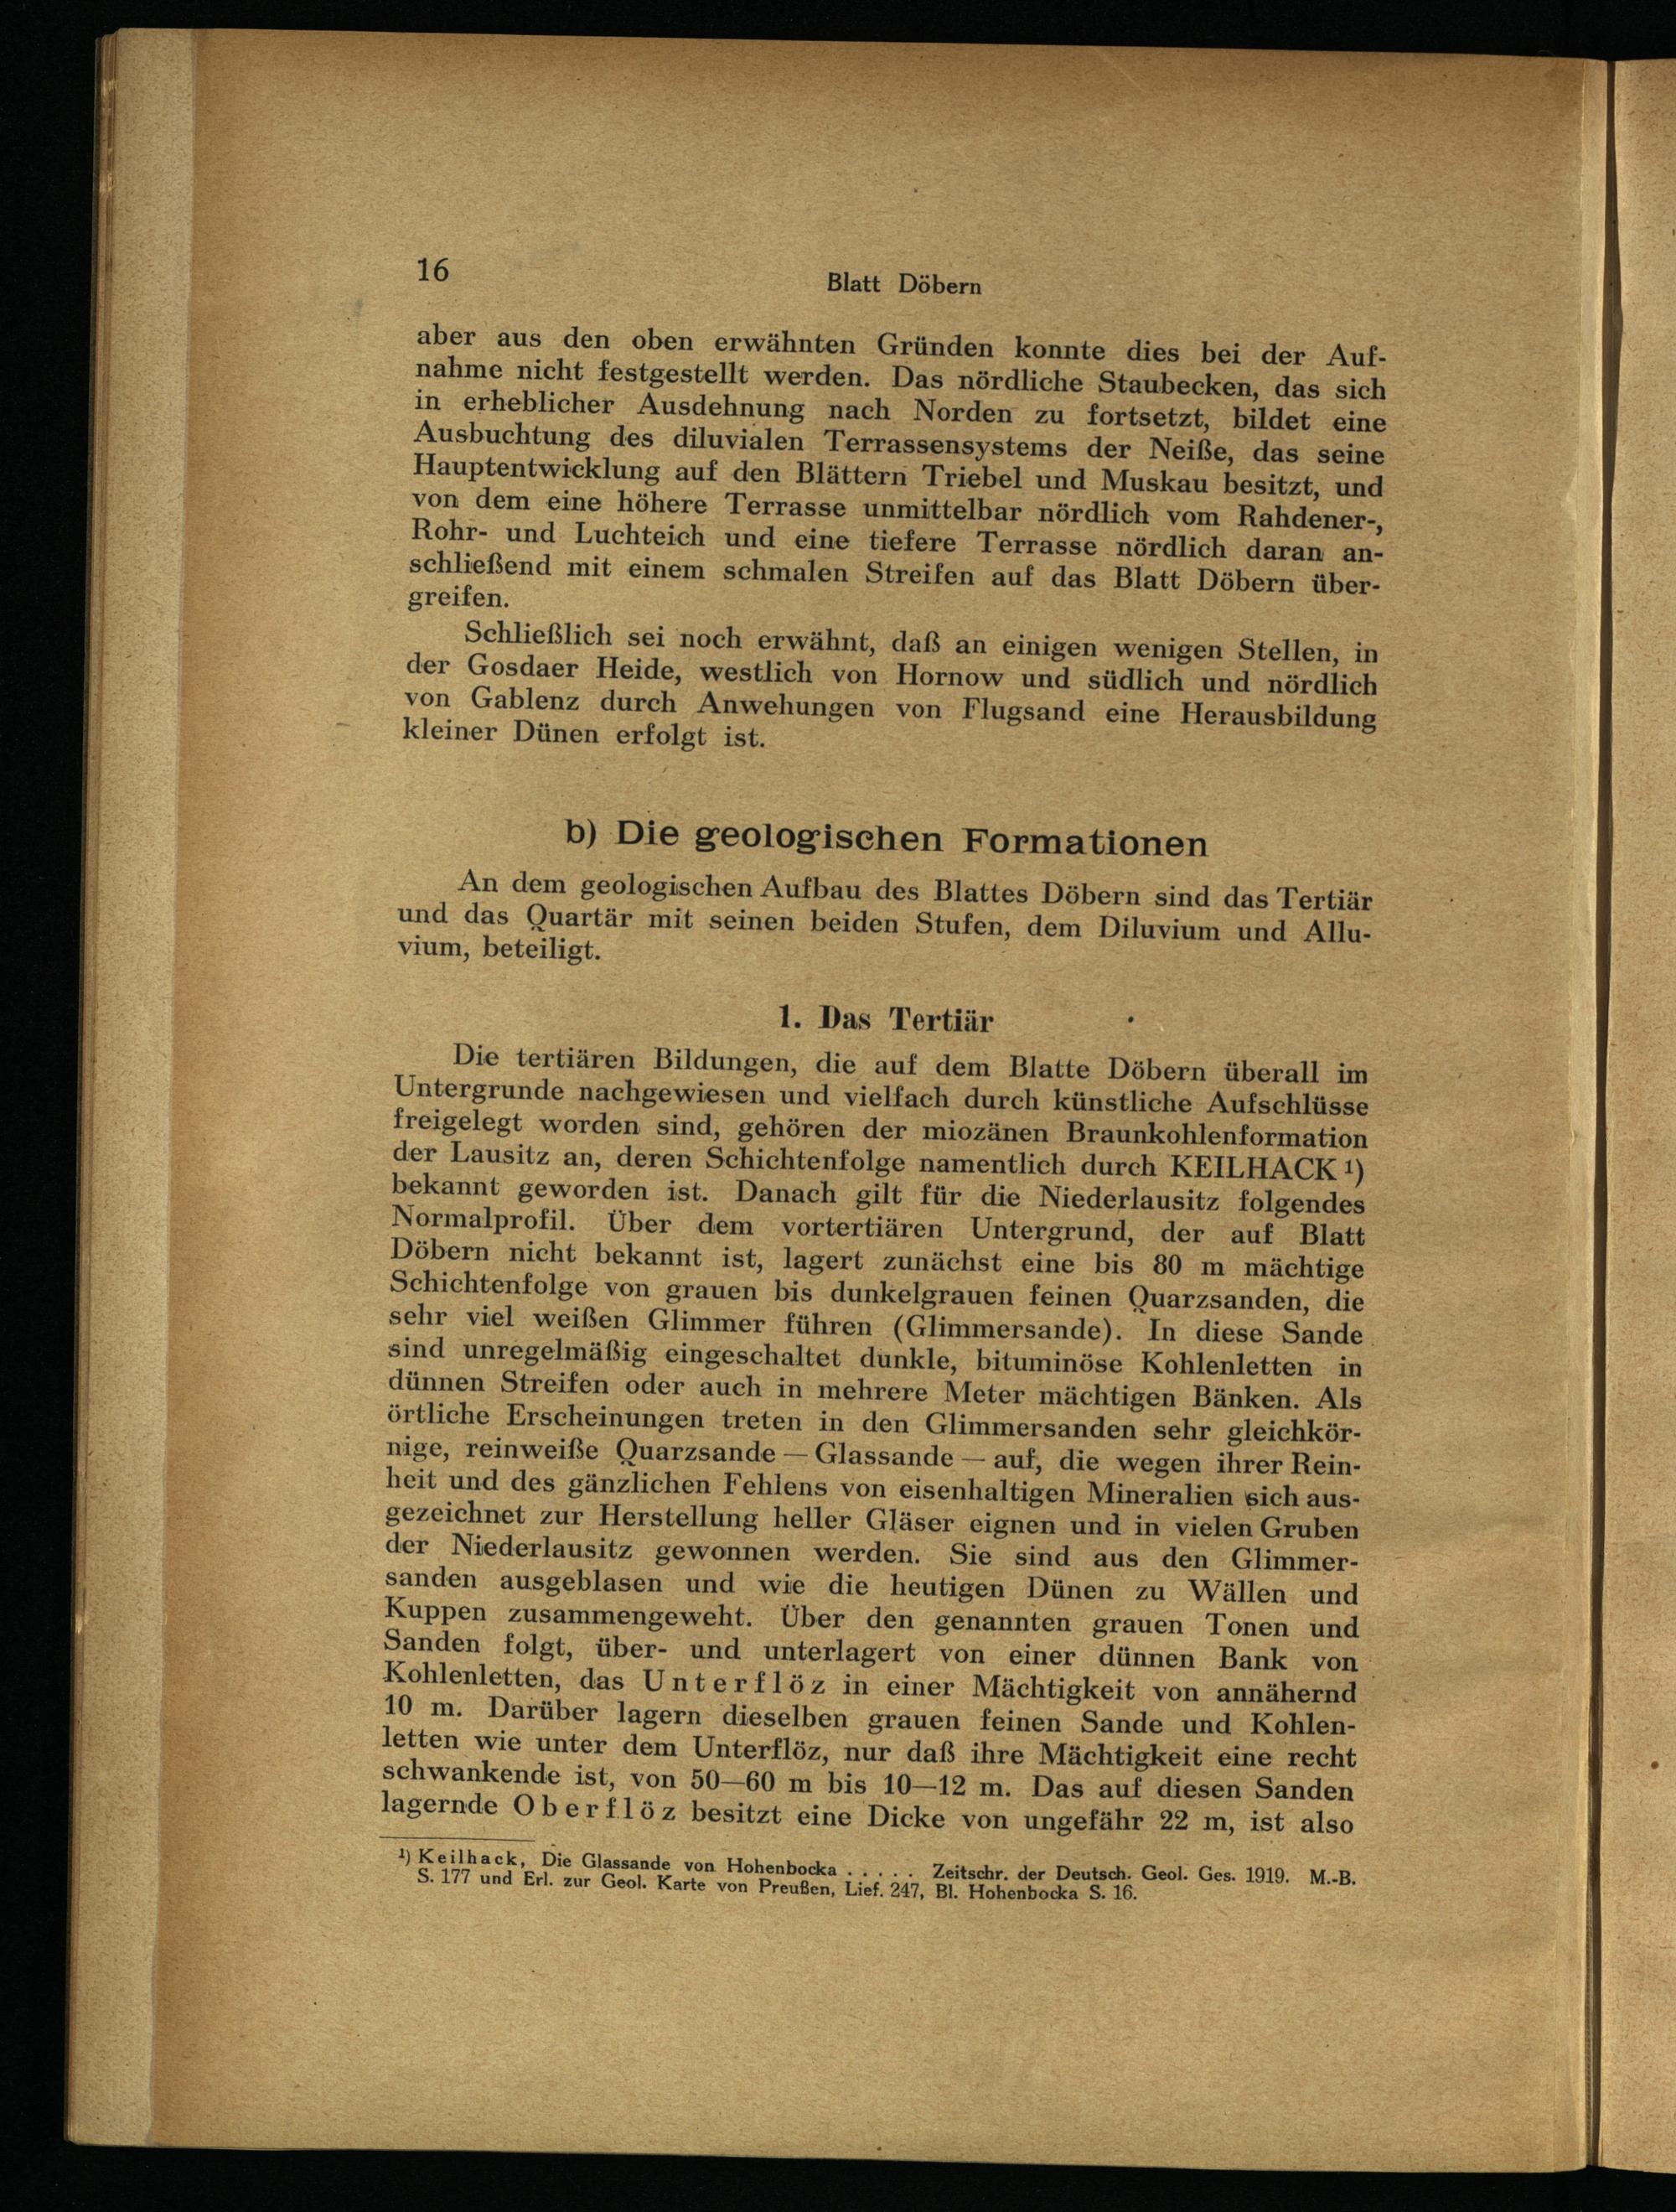 16
Blatt Döbern
aber aus den oben erwähnten Gründen konnte dies bei der Auf-
nahme nicht festgestellt werden. Das nördliche Staubecken, das sich
in erheblicher Ausdehnung nach Norden zu fortsetzt, bildet eine
Ausbuchtung des diluvialen Terrassensystems der Neiße, das seine
Hauptentwicklung auf den Blättern Triebel und Muskau besitzt, und
von dem eine höhere Terrasse unmittelbar nördlich vom Rahdener-,
Rohr- und Luchteich und eine tiefere Terrasse nördlich daran an-
schließend mit einem schmalen Streifen auf das Blatt Döbern über-
greifen.
Schließlich sei noch erwähnt, daß an einigen wenigen Stellen, in
der Gosdaer Heide, westlich von Hornow und südlich und nördlich
von Gablenz durch Anwehungen von Flugsand eine Herausbildung
kleiner Dünen erfolgt ist.
b) Die geologischen Formationen
An dem geologischen Aufbau des Blattes Döbern sind das Tertiär
und das Quartär mit seinen beiden Stufen, dem Diluvium und Allu-
vium, beteiligt.
1. Das Tertiär
Die tertiären Bildungen, die auf dem Blatte Döbern überall im
Untergrunde nachgewiesen und vielfach durch künstliche Aufschlüsse
freigelegt worden sind, gehören der miozänen Braunkohlenformation
der Lausitz an, deren Schichtenfolge namentlich durch KEILHACK ¹)
bekannt geworden ist. Danach gilt für die Niederlausitz folgendes
Normalprofil. Über dem vortertiären Untergrund, der auf Blatt
Döbern nicht bekannt ist, lagert zunächst eine bis 80 m mächtige
Schichtenfolge von grauen bis dunkelgrauen feinen Quarzsanden, die
sehr viel weißen Glimmer führen (Glimmersande). In diese Sande
sind unregelmäßig eingeschaltet dunkle, bituminöse Kohlenletten in
dünnen Streifen oder auch in mehrere Meter mächtigen Bänken. Als
örtliche Erscheinungen treten in den Glimmersanden sehr gleichkör-
nige, reinweiße Quarzsande — Glassande — auf, die wegen ihrer Rein-
heit und des gänzlichen Fehlens von eisenhaltigen Mineralien sich aus-
gezeichnet zur Herstellung heller Gläser eignen und in vielen Gruben
der Niederlausitz gewonnen werden. Sie sind aus den Glimmer-
sanden ausgeblasen und wie die heutigen Dünen zu Wällen und
Kuppen zusammengeweht. Über den genannten grauen Tonen und
Sanden folgt, über- und unterlagert von einer dünnen Bank von
Kohlenletten, das Unterflöz in einer Mächtigkeit von annähernd
10 m. Darüber lagern dieselben grauen feinen Sande und Kohlen-
letten wie unter dem Unterflöz, nur daß ihre Mächtigkeit eine recht
schwankende ist, von 50—60 m bis 10—12 m. Das auf diesen Sanden
lagernde Oberflöz besitzt eine Dicke von ungefähr 22 m, ist also
¹) Keilhack, Die Glassande von Hohenbocka . . . . . Zeitschr. der Deutsch. Geol. Ges. 1919. M.-B.
S. 177 und Erl. zur Geol. Karte von Preußen, Lief. 247, Bl. Hohenbocka S. 16.